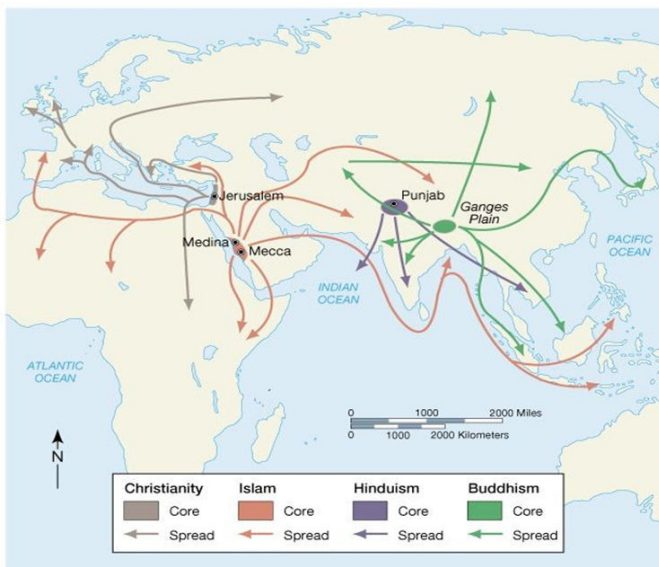 Jerusalem
Punjab
Ganges
Plain
Medina
Mecca
PACIFIC
OCEAN
INDIAN
OCEAN
ATLANTIC
OCEAN
N
0 1000 2000 Miles
0 1000 2000 Kilometers
Christianity Islam Hinduism Buddhism
Core Core Core Core
Spread Spread Spread Spread